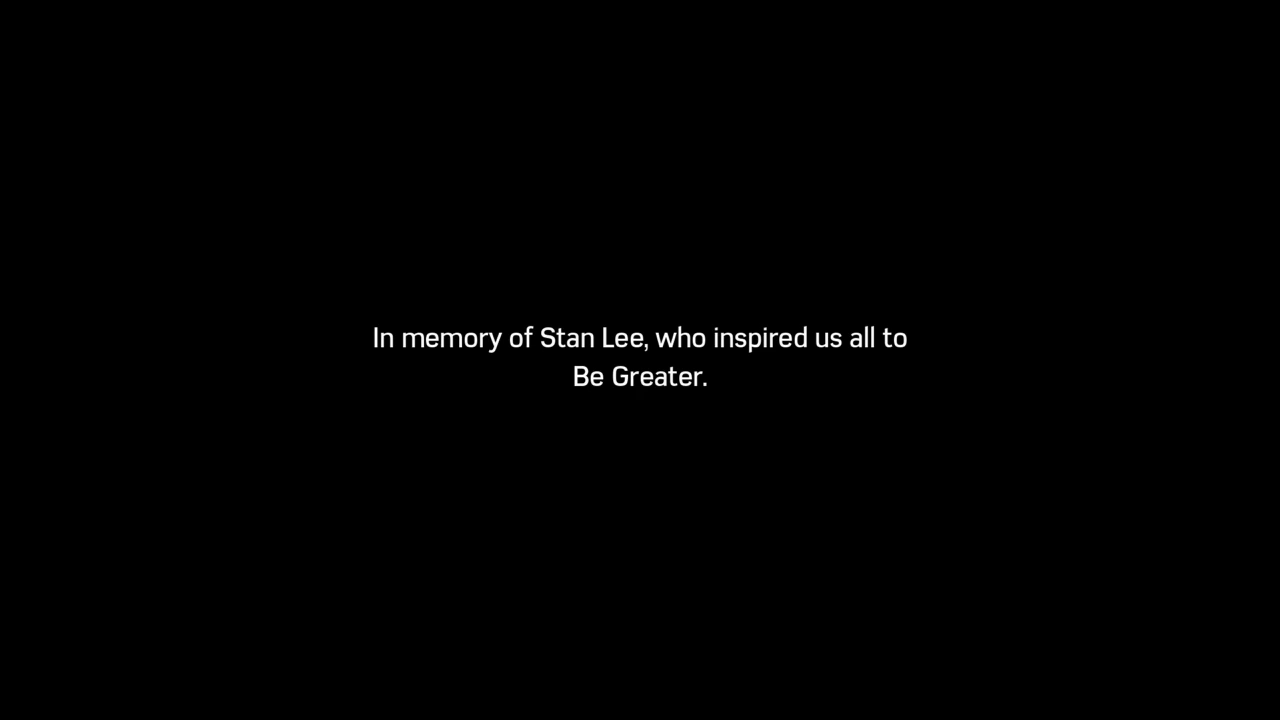 In memory of Stan Lee, who inspired us all to
Be Greater.